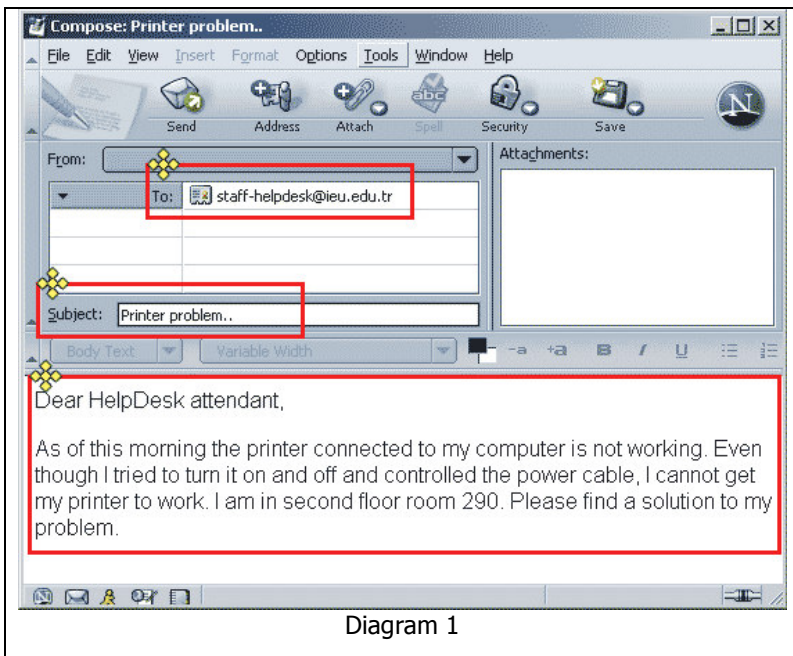 Compose: Printer problem..
File Edit View Insert Format Options Tools Window Help
Send Address Attach Spell Security Save
N
From:
Attachments:
To: staff-helpdesk@ieu.edu.tr
Subject: Printer problem..
Body Text Variable Width -a +a B I U
Dear HelpDesk attendant,
As of this morning the printer connected to my computer is not working. Even
though I tried to turn it on and off and controlled the power cable, I cannot get
my printer to work. I am in second floor room 290. Please find a solution to my
problem.
Diagram 1